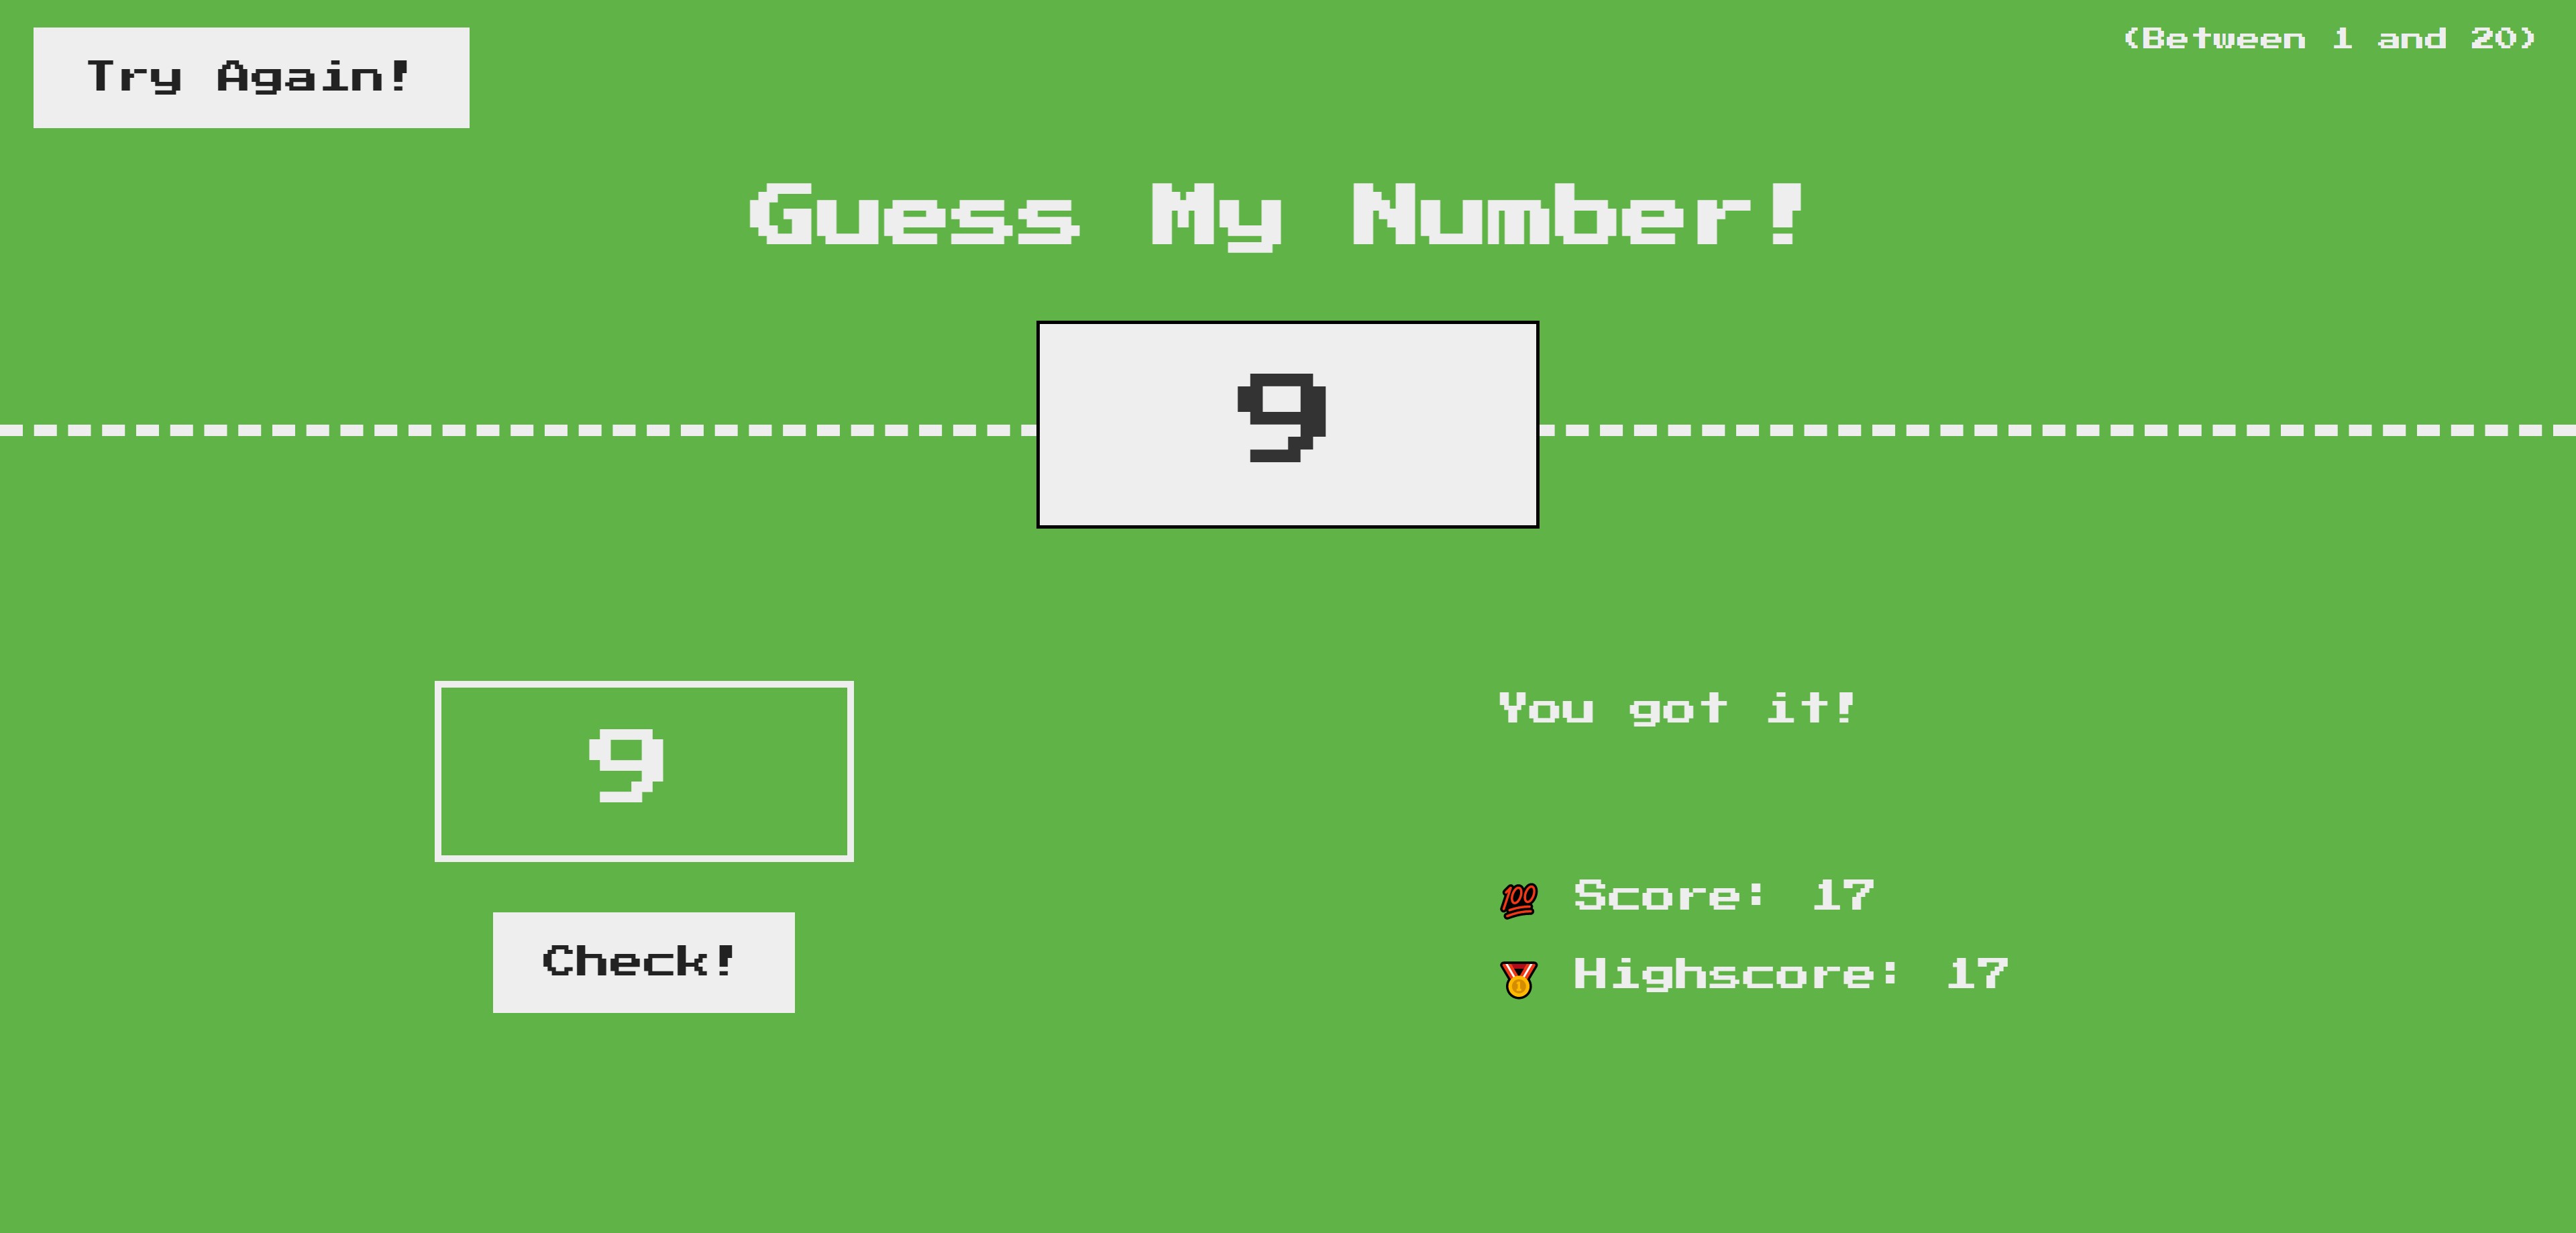 Try Again!
(Between 1 and 20)
Guess My Number!
9
9
You got it!
Check!
💯 Score: 17
🥇 Highscore: 17